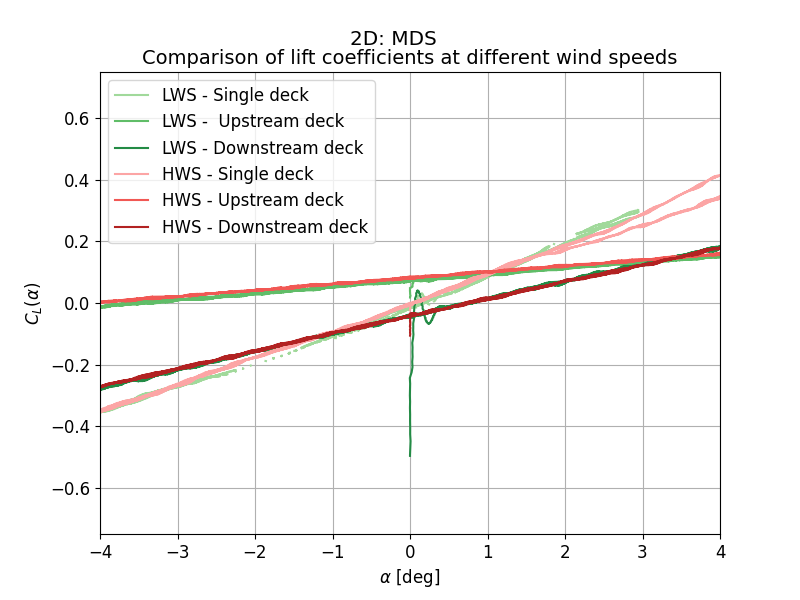 2D: MDS
Comparison of lift coefficients at different wind speeds
LWS - Single deck
LWS -  Upstream deck
LWS - Downstream deck
HWS - Single deck
HWS - Upstream deck
HWS - Downstream deck
0.6
0.4
0.2
0.0
−0.2
−0.4
−0.6
C_L(α)
−4 −3 −2 −1 0 1 2 3 4
α [deg]